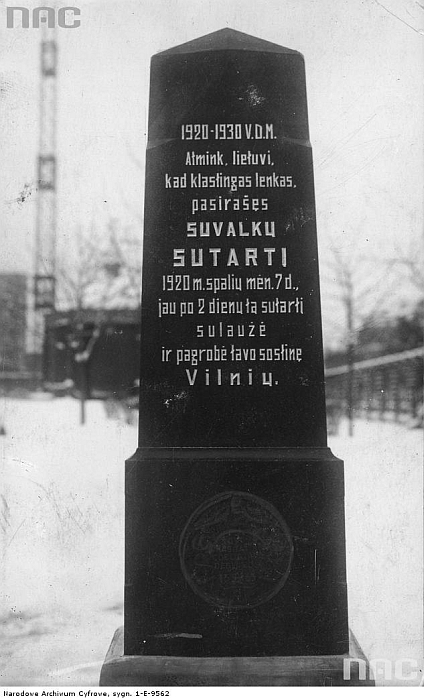 NAC
1920-1930 V.D.M.
Atmink, lietuvi,
kad klastingas lenkas,
pasirašęs
SUVALKŲ
SUTARTĮ
1920 m. spalių mėn. 7 d.,
jau po 2 dienų tą sutartį
sulaužė
ir pagrobė tavo sostinę
Vilnių.
NAC
NAC
Narodowe Archiwum Cyfrowe, sygn. 1-E-9562